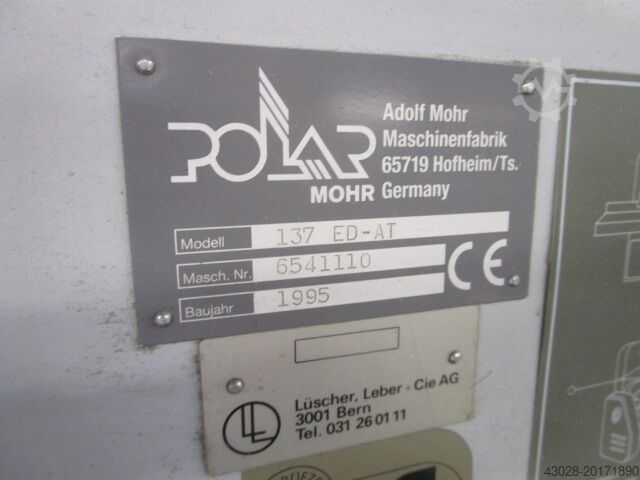 POLAR
MOHR
Adolf Mohr
Maschinenfabrik
65719 Hofheim/Ts.
Germany
Modell 137 ED-AT
Masch. Nr. 6541110
Baujahr 1995
CE
Lüscher, Leber + Cie AG
3001 Bern
Tel. 031 26 01 11
43028-20171890